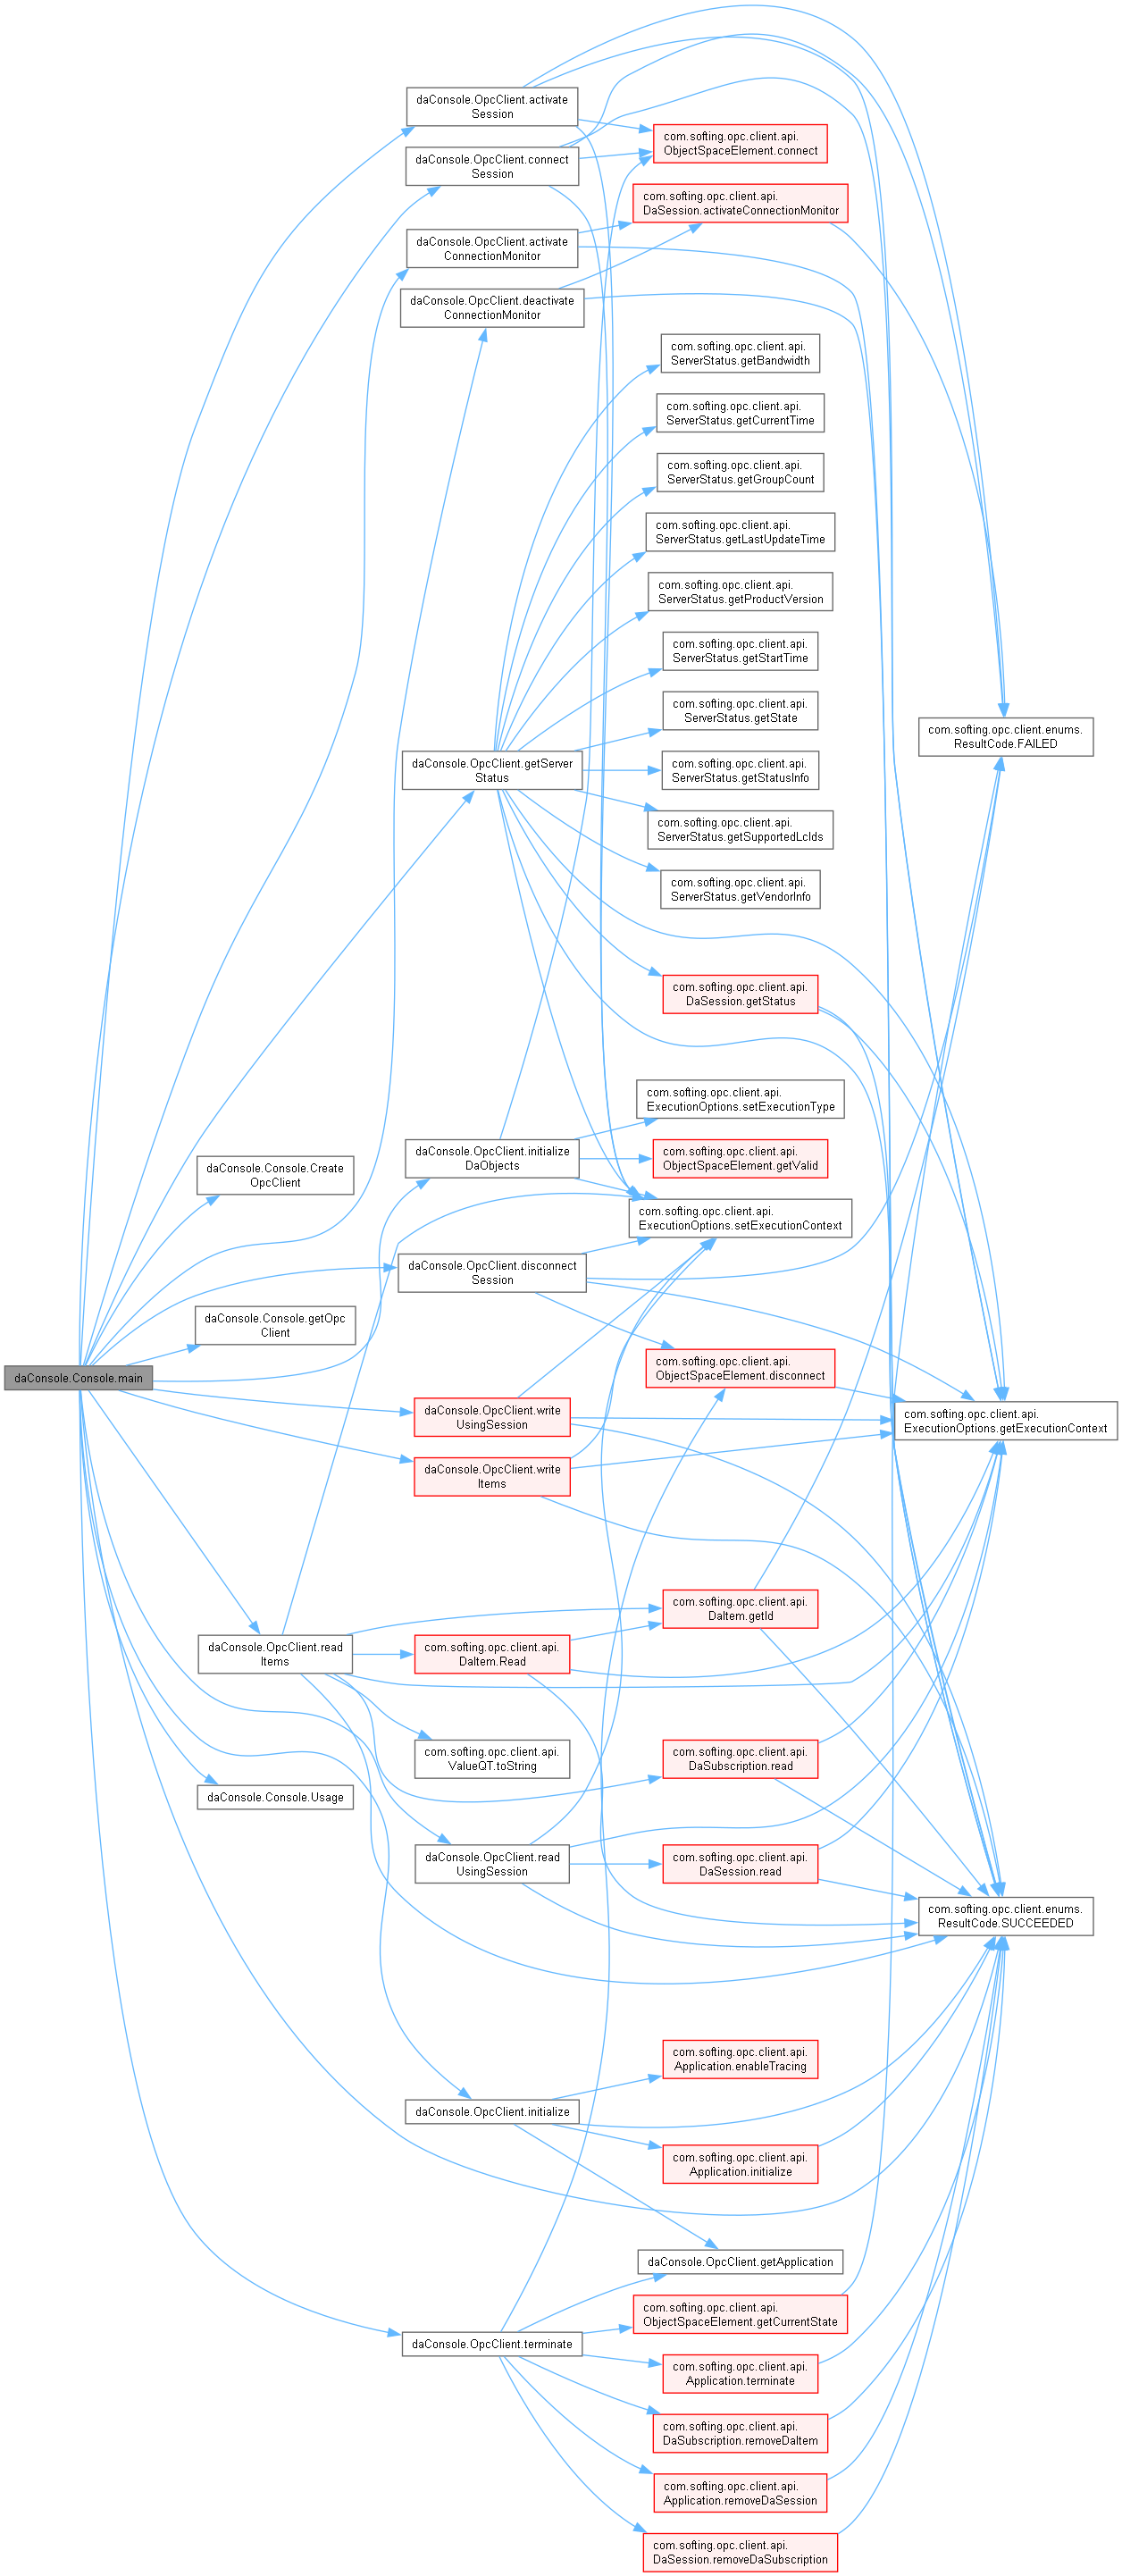 daConsole.OpcClient.activate
Session
com.softing.opc.client.api.
ObjectSpaceElement.connect
daConsole.OpcClient.connect
Session
com.softing.opc.client.api.
DaSession.activateConnectionMonitor
daConsole.OpcClient.activate
ConnectionMonitor
daConsole.OpcClient.deactivate
ConnectionMonitor
com.softing.opc.client.api.
ServerStatus.getBandwidth
com.softing.opc.client.api.
ServerStatus.getCurrentTime
com.softing.opc.client.api.
ServerStatus.getGroupCount
com.softing.opc.client.api.
ServerStatus.getLastUpdateTime
com.softing.opc.client.api.
ServerStatus.getProductVersion
com.softing.opc.client.api.
ServerStatus.getStartTime
com.softing.opc.client.api.
ServerStatus.getState
com.softing.opc.client.enums.
ResultCode.FAILED
daConsole.OpcClient.getServer
Status
com.softing.opc.client.api.
ServerStatus.getStatusInfo
com.softing.opc.client.api.
ServerStatus.getSupportedLcIds
com.softing.opc.client.api.
ServerStatus.getVendorInfo
com.softing.opc.client.api.
DaSession.getStatus
com.softing.opc.client.api.
ExecutionOptions.setExecutionType
daConsole.OpcClient.initialize
DaObjects
com.softing.opc.client.api.
ObjectSpaceElement.getValid
daConsole.Console.Create
OpcClient
com.softing.opc.client.api.
ExecutionOptions.setExecutionContext
daConsole.OpcClient.disconnect
Session
daConsole.Console.getOpc
Client
com.softing.opc.client.api.
ObjectSpaceElement.disconnect
daConsole.Console.main
daConsole.OpcClient.write
UsingSession
com.softing.opc.client.api.
ExecutionOptions.getExecutionContext
daConsole.OpcClient.write
Items
com.softing.opc.client.api.
DaItem.getId
daConsole.OpcClient.read
Items
com.softing.opc.client.api.
DaItem.Read
com.softing.opc.client.api.
ValueQT.toString
com.softing.opc.client.api.
DaSubscription.read
daConsole.Console.Usage
daConsole.OpcClient.read
UsingSession
com.softing.opc.client.api.
DaSession.read
com.softing.opc.client.enums.
ResultCode.SUCCEEDED
com.softing.opc.client.api.
Application.enableTracing
daConsole.OpcClient.initialize
com.softing.opc.client.api.
Application.initialize
daConsole.OpcClient.getApplication
com.softing.opc.client.api.
ObjectSpaceElement.getCurrentState
daConsole.OpcClient.terminate
com.softing.opc.client.api.
Application.terminate
com.softing.opc.client.api.
DaSubscription.removeDaItem
com.softing.opc.client.api.
Application.removeDaSession
com.softing.opc.client.api.
DaSession.removeDaSubscription